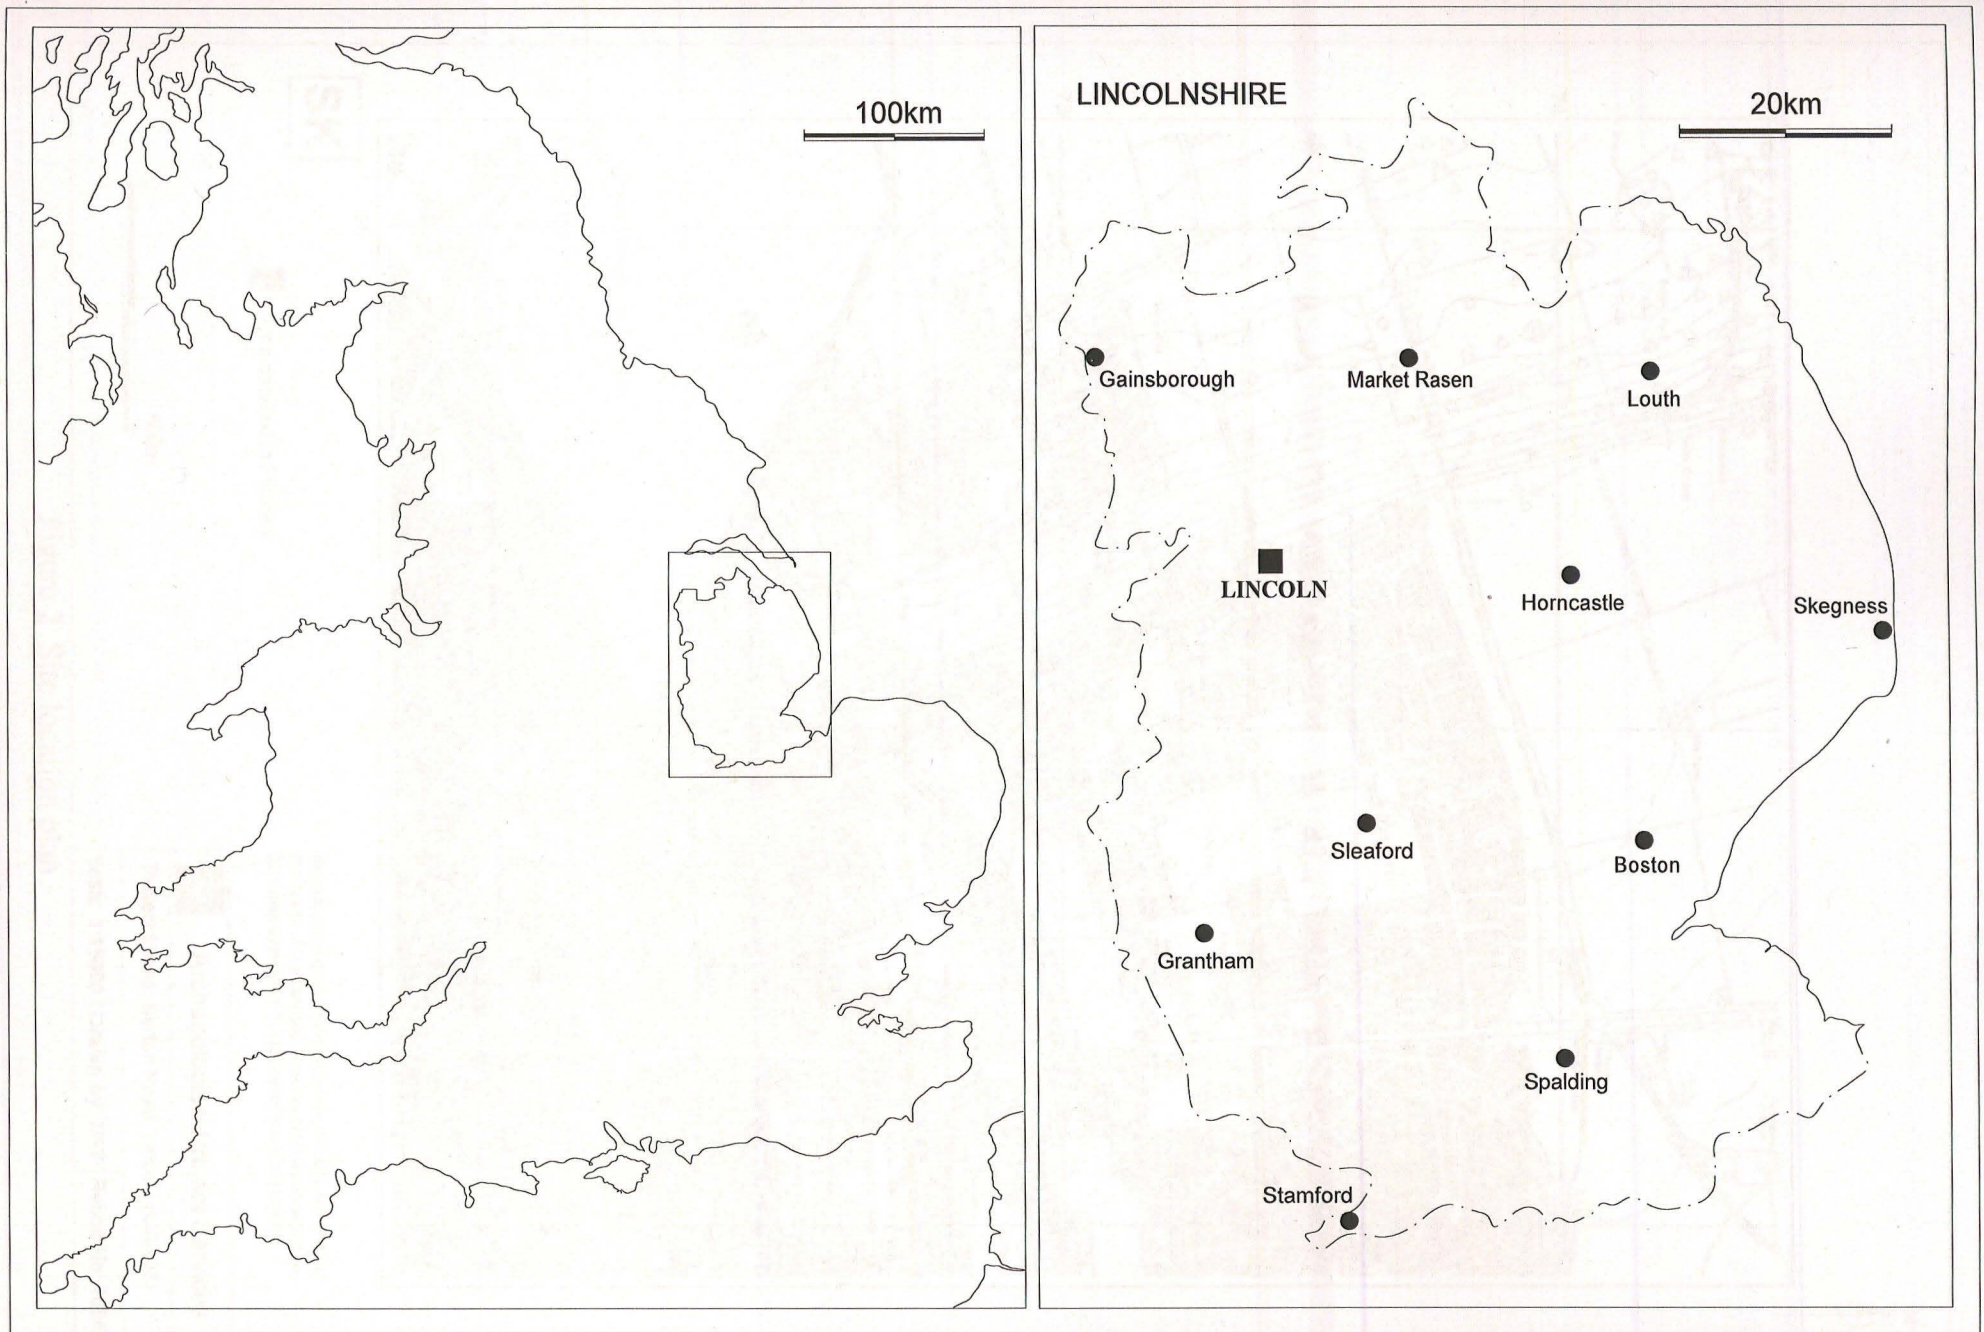 100km
LINCOLNSHIRE
20km
Gainsborough
Market Rasen
Louth
LINCOLN
Horncastle
Skegness
Sleaford
Boston
Grantham
Spalding
Stamford